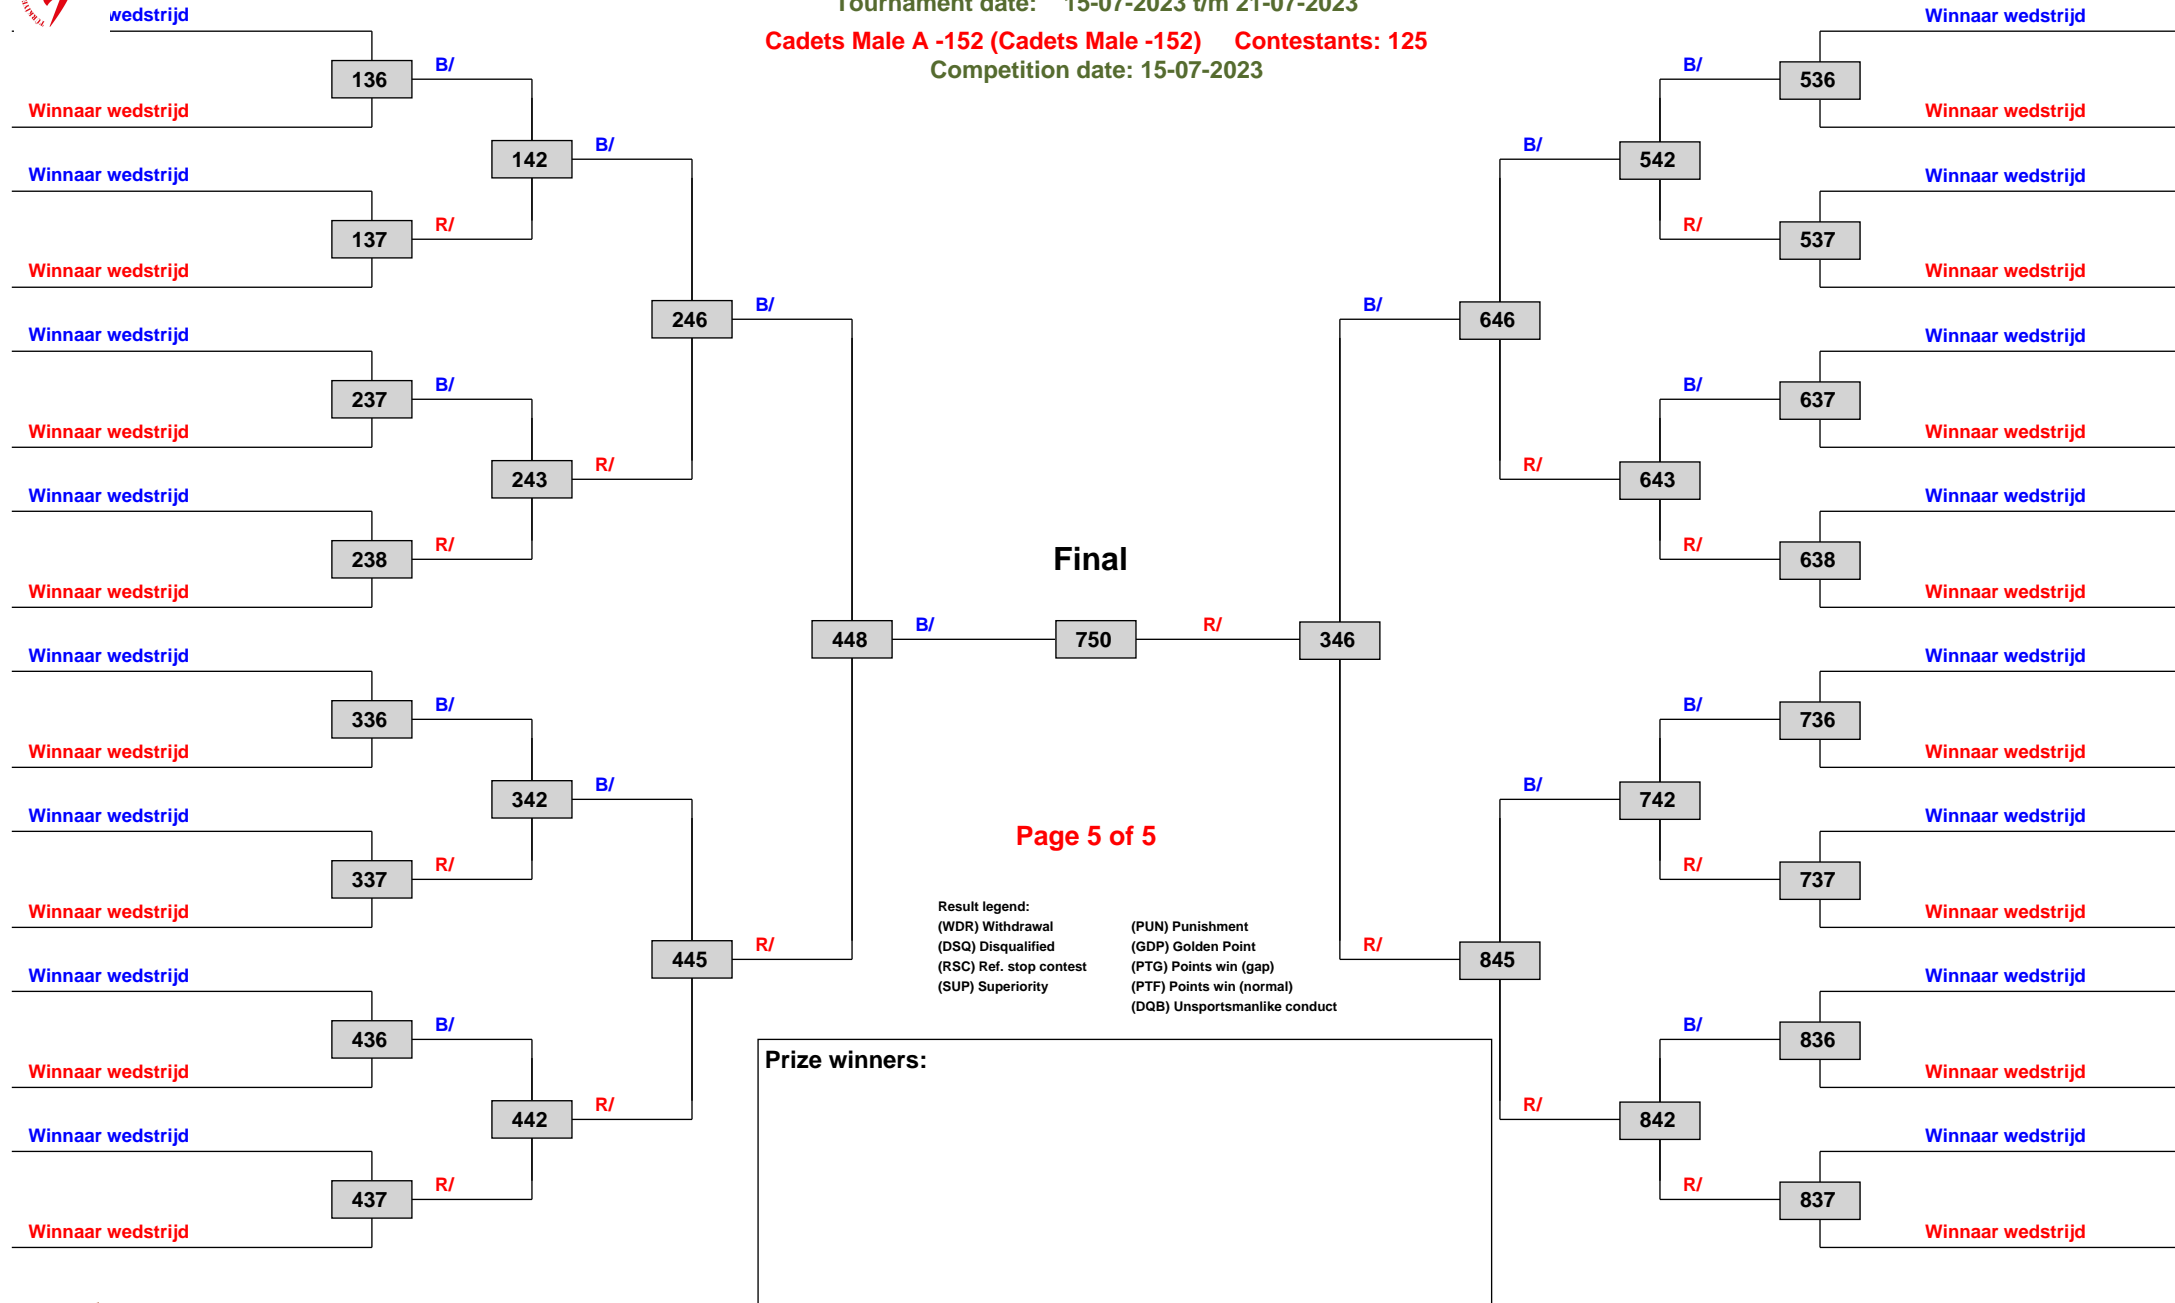 Tournament date: 15-07-2023 t/m 21-07-2023
Cadets Male A -152 (Cadets Male -152) Contestants: 125
Competition date: 15-07-2023
wedstrijd
136
B/
Winnaar wedstrijd
142
B/
Winnaar wedstrijd
137
R/
Winnaar wedstrijd
246
B/
Winnaar wedstrijd
237
B/
Winnaar wedstrijd
243
R/
Winnaar wedstrijd
238
R/
Winnaar wedstrijd
448
B/
Winnaar wedstrijd
336
B/
Winnaar wedstrijd
342
B/
Winnaar wedstrijd
337
R/
Winnaar wedstrijd
445
R/
Winnaar wedstrijd
436
B/
Winnaar wedstrijd
442
R/
Winnaar wedstrijd
437
R/
Winnaar wedstrijd
Final
750
R/
346
Winnaar wedstrijd
B/
536
Winnaar wedstrijd
B/
542
Winnaar wedstrijd
R/
537
Winnaar wedstrijd
B/
646
Winnaar wedstrijd
B/
637
Winnaar wedstrijd
R/
643
Winnaar wedstrijd
R/
638
Winnaar wedstrijd
Winnaar wedstrijd
B/
736
Winnaar wedstrijd
B/
742
Winnaar wedstrijd
R/
737
Winnaar wedstrijd
R/
845
Winnaar wedstrijd
B/
836
Winnaar wedstrijd
R/
842
Winnaar wedstrijd
R/
837
Winnaar wedstrijd
Page 5 of 5
Result legend:
(WDR) Withdrawal
(DSQ) Disqualified
(RSC) Ref. stop contest
(SUP) Superiority
(PUN) Punishment
(GDP) Golden Point
(PTG) Points win (gap)
(PTF) Points win (normal)
(DQB) Unsportsmanlike conduct
Prize winners: